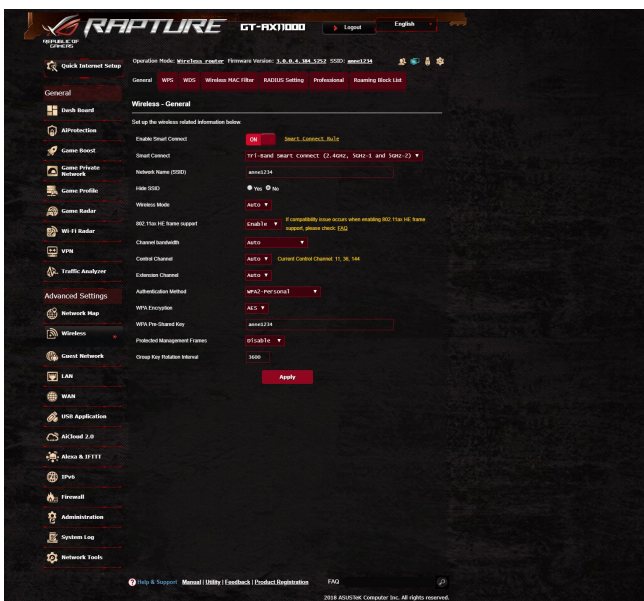 RAPTURE GT-AX11000 Logout English
REPUBLIC OF
GAMERS
Quick Internet Setup
Operation Mode: Wireless router Firmware Version: 3.0.0.4.384_5252 SSID: anne1234
General WPS WDS Wireless MAC Filter RADIUS Setting Professional Roaming Block List
General
Dash Board
AiProtection
Game Boost
Game Private
Network
Game Profile
Game Radar
Wi-Fi Radar
VPN
Traffic Analyzer
Advanced Settings
Network Map
Wireless
Guest Network
LAN
WAN
USB Application
AiCloud 2.0
Alexa & IFTTT
IPv6
Firewall
Administration
System Log
Network Tools
Wireless - General
Set up the wireless related information below.
Enable Smart Connect ON Smart Connect Rule
Smart Connect Tri-Band Smart Connect (2.4GHz, 5GHz-1 and 5GHz-2)
Network Name (SSID) anne1234
Hide SSID Yes No
Wireless Mode Auto
802.11ax HE frame support Enable If compatibility issue occurs when enabling 802.11ax HE frame
support, please check: FAQ
Channel bandwidth Auto
Control Channel Auto Current Control Channel: 11, 36, 144
Extension Channel Auto
Authentication Method WPA2-Personal
WPA Encryption AES
WPA Pre-Shared Key anne1234
Protected Management Frames Disable
Group Key Rotation Interval 3600
Apply
Help & Support Manual | Utility | Feedback | Product Registration FAQ
2018 ASUSTeK Computer Inc. All rights reserved.